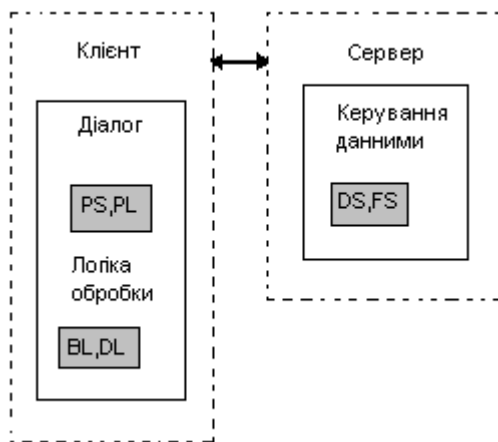 Клієнт
Діалог
PS,PL
Логіка
обробки
BL,DL
Сервер
Керування
данними
DS,FS